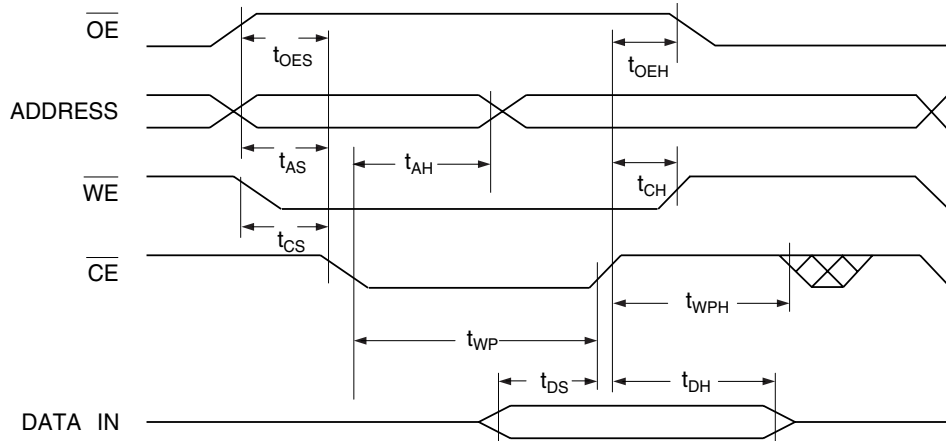 OE
tOES
tOEH
ADDRESS
tAS
tAH
WE
tCH
tCS
CE
tWPH
tWP
tDS
tDH
DATA IN